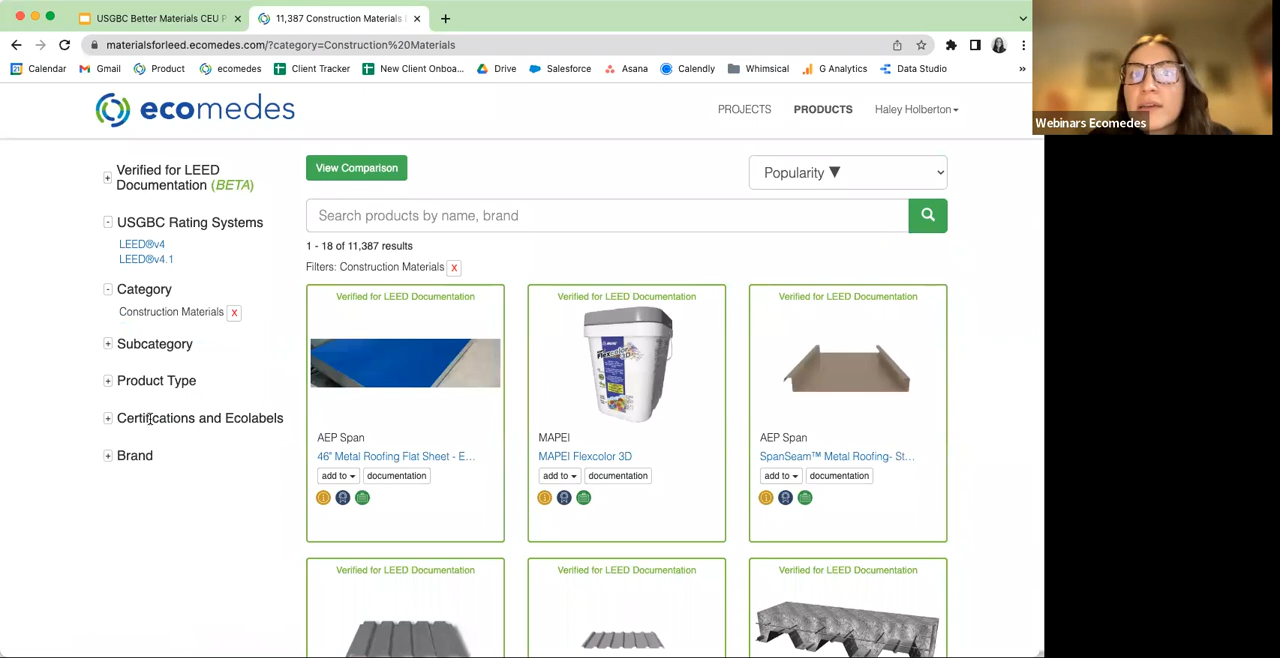 USGBC Better Materials CEU P
11,387 Construction Materials
materialsforleed.ecomedes.com/?category=Construction%20Materials
Calendar
Gmail
Product
ecomedes
Client Tracker
New Client Onboa...
Drive
Salesforce
Asana
Calendly
Whimsical
G Analytics
Data Studio
»
ecomedes
PROJECTS
PRODUCTS
Haley Holberton
Webinars Ecomedes
Verified for LEED
Documentation (BETA)
USGBC Rating Systems
LEED®v4
LEED®v4.1
Category
Construction Materials X
Subcategory
Product Type
Certifications and Ecolabels
Brand
View Comparison
Popularity ▼
Search products by name, brand
1 - 18 of 11,387 results
Filters: Construction Materials X
Verified for LEED Documentation
AEP Span
46" Metal Roofing Flat Sheet - E...
add to
documentation
Verified for LEED Documentation
MAPEI
MAPEI Flexcolor 3D
add to
documentation
Verified for LEED Documentation
AEP Span
SpanSeam™ Metal Roofing- St...
add to
documentation
Verified for LEED Documentation
Verified for LEED Documentation
Verified for LEED Documentation